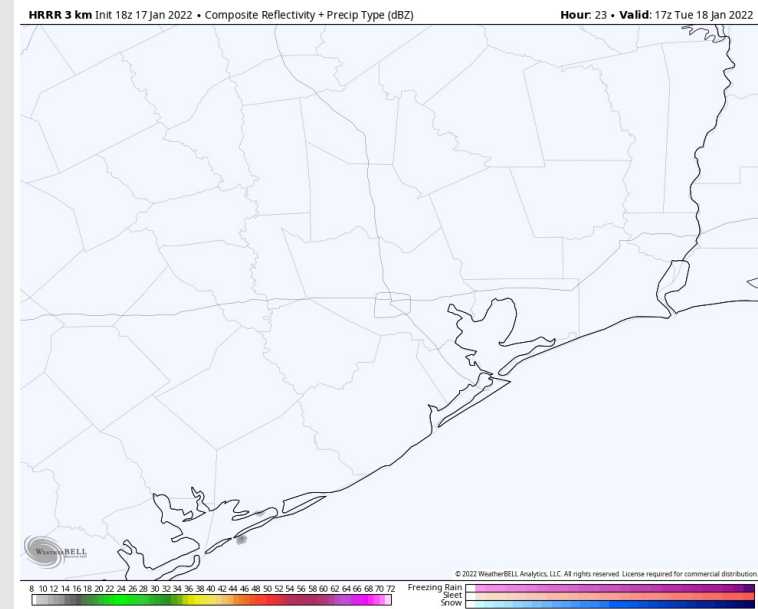 HRRR 3 km Init 18z 17 Jan 2022 • Composite Reflectivity + Precip Type (dBZ) Hour: 23 • Valid: 17z Tue 18 Jan 2022
WEATHERBELL
© 2022 WeatherBELL Analytics, LLC. All rights reserved. License required for commercial distribution.
8 10 12 14 16 18 20 22 24 26 28 30 32 34 36 38 40 42 44 46 48 50 52 54 56 58 60 62 64 66 68 70 72
Freezing Rain
Sleet
Snow